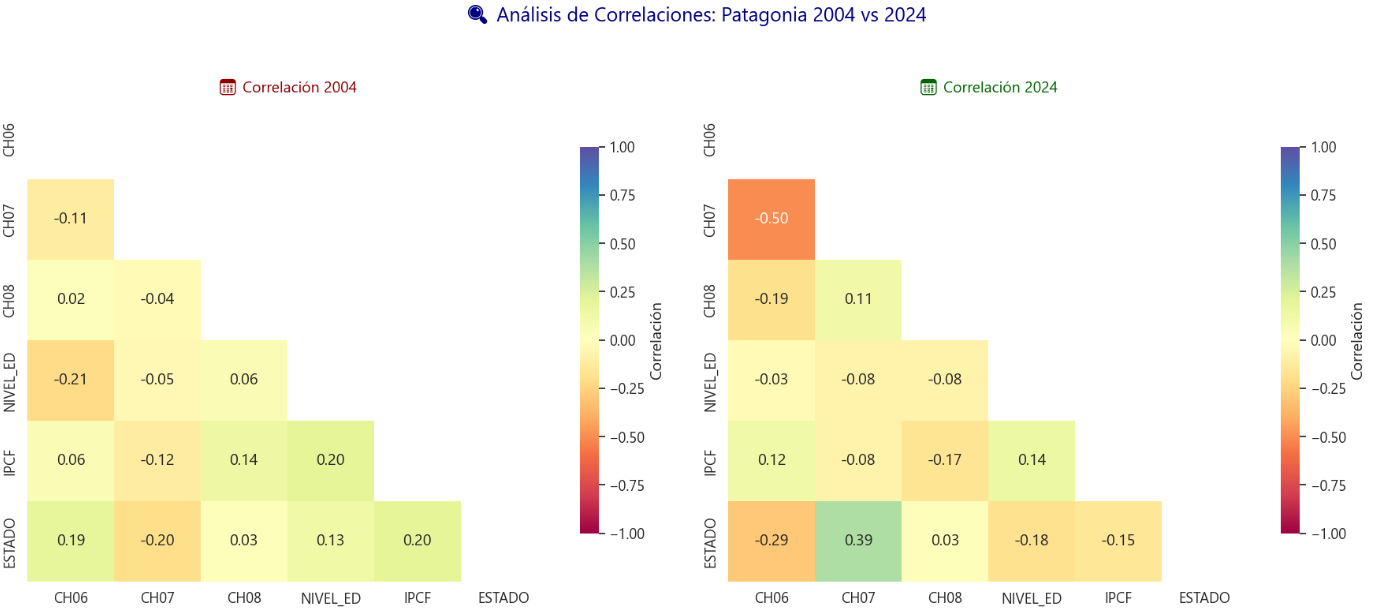 Análisis de Correlaciones: Patagonia 2004 vs 2024
Correlación 2004
CH06
CH07
-0.11
CH08
0.02 -0.04
NIVEL_ED
-0.21 -0.05 0.06
IPCF
0.06 -0.12 0.14 0.20
ESTADO
0.19 -0.20 0.03 0.13 0.20
CH06 CH07 CH08 NIVEL_ED IPCF ESTADO
1.00
0.75
0.50
0.25
0.00
−0.25
−0.50
−0.75
−1.00
Correlación
Correlación 2024
CH06
CH07
-0.50
CH08
-0.19 0.11
NIVEL_ED
-0.03 -0.08 -0.08
IPCF
0.12 -0.08 -0.17 0.14
ESTADO
-0.29 0.39 0.03 -0.18 -0.15
CH06 CH07 CH08 NIVEL_ED IPCF ESTADO
1.00
0.75
0.50
0.25
0.00
−0.25
−0.50
−0.75
−1.00
Correlación